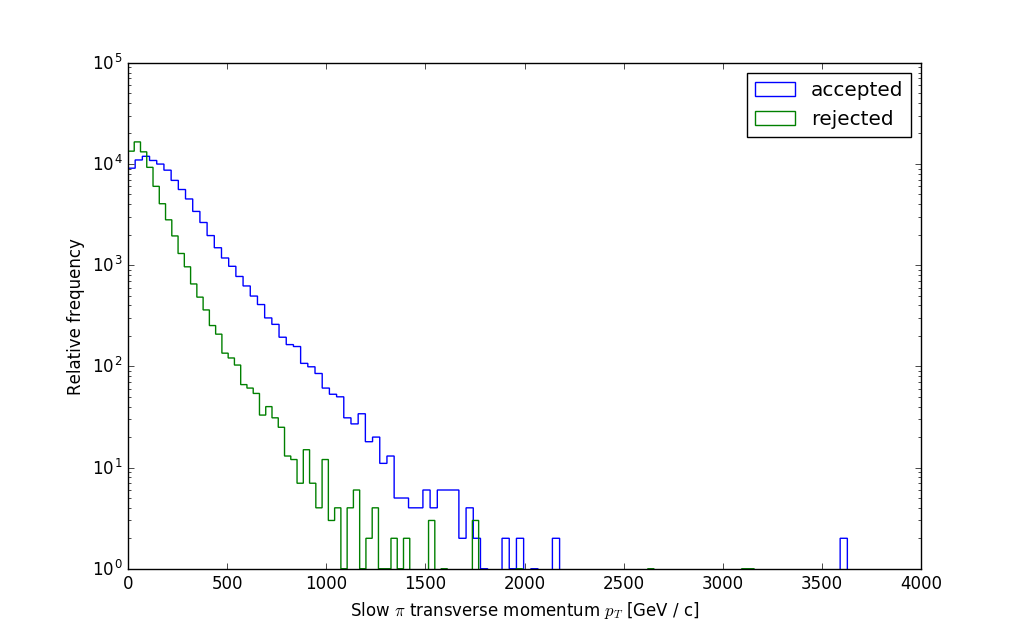 10^5
10^4
10^3
10^2
10^1
10^0
Relative frequency
accepted
rejected
0 500 1000 1500 2000 2500 3000 3500 4000
Slow π transverse momentum p_T [GeV / c]